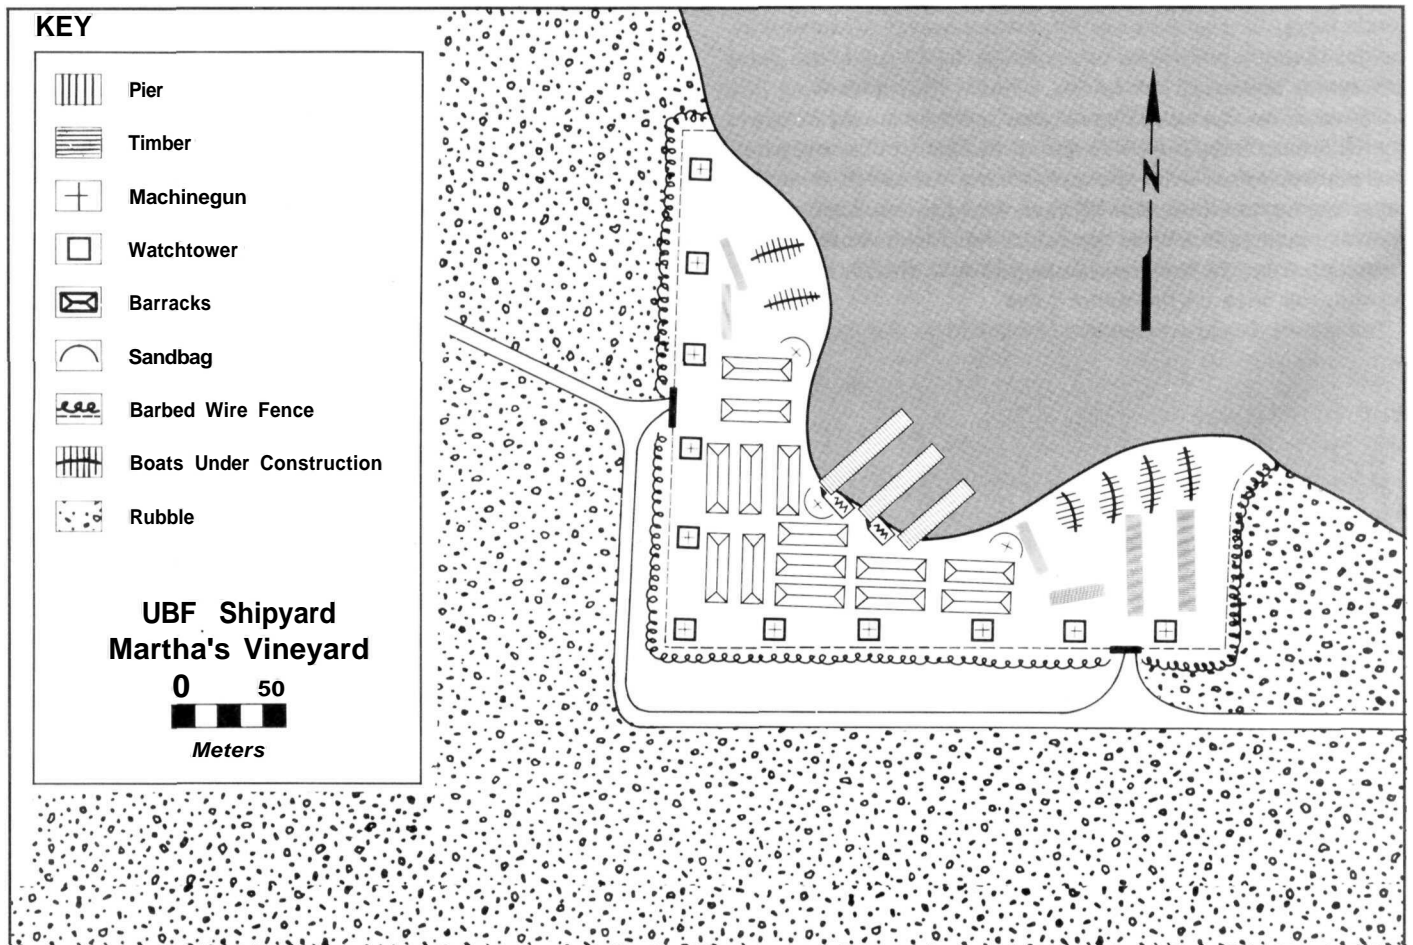 KEY
Pier
Timber
Machinegun
Watchtower
Barracks
Sandbag
Barbed Wire Fence
Boats Under Construction
Rubble
UBF Shipyard
Martha's Vineyard
0 50
Meters
N